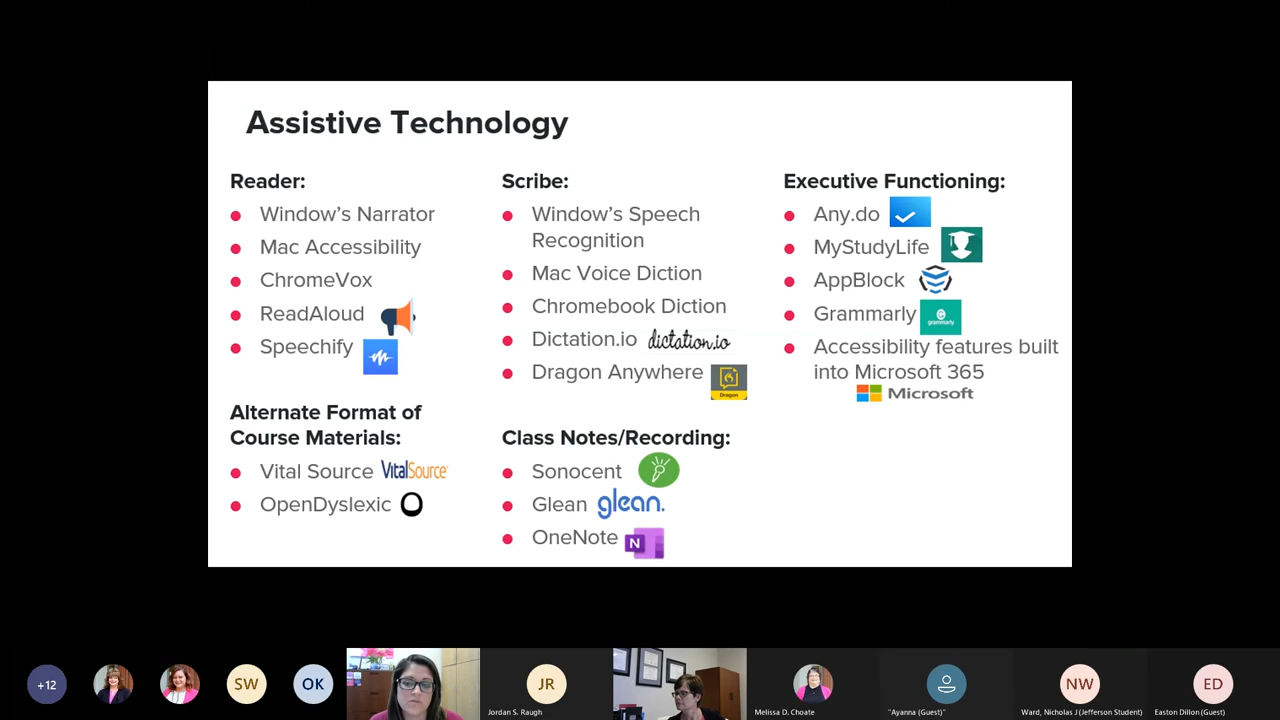 Assistive Technology
Reader:
Window's Narrator
Mac Accessibility
ChromeVox
ReadAloud
Speechify
Alternate Format of
Course Materials:
Vital Source VitalSource
OpenDyslexic
Scribe:
Window's Speech
Recognition
Mac Voice Diction
Chromebook Diction
Dictation.io dictation.io
Dragon Anywhere
Dragon
Class Notes/Recording:
Sonocent
Glean glean.
OneNote N
Executive Functioning:
Any.do
MyStudyLife
AppBlock
Grammarly grammarly
Accessibility features built
into Microsoft 365
Microsoft
+12
SW
OK
JR
Jordan S. Raugh
Melissa D. Choate
"Ayanna (Guest)"
NW
Ward, Nicholas J (Jefferson Student)
ED
Easton Dillon (Guest)